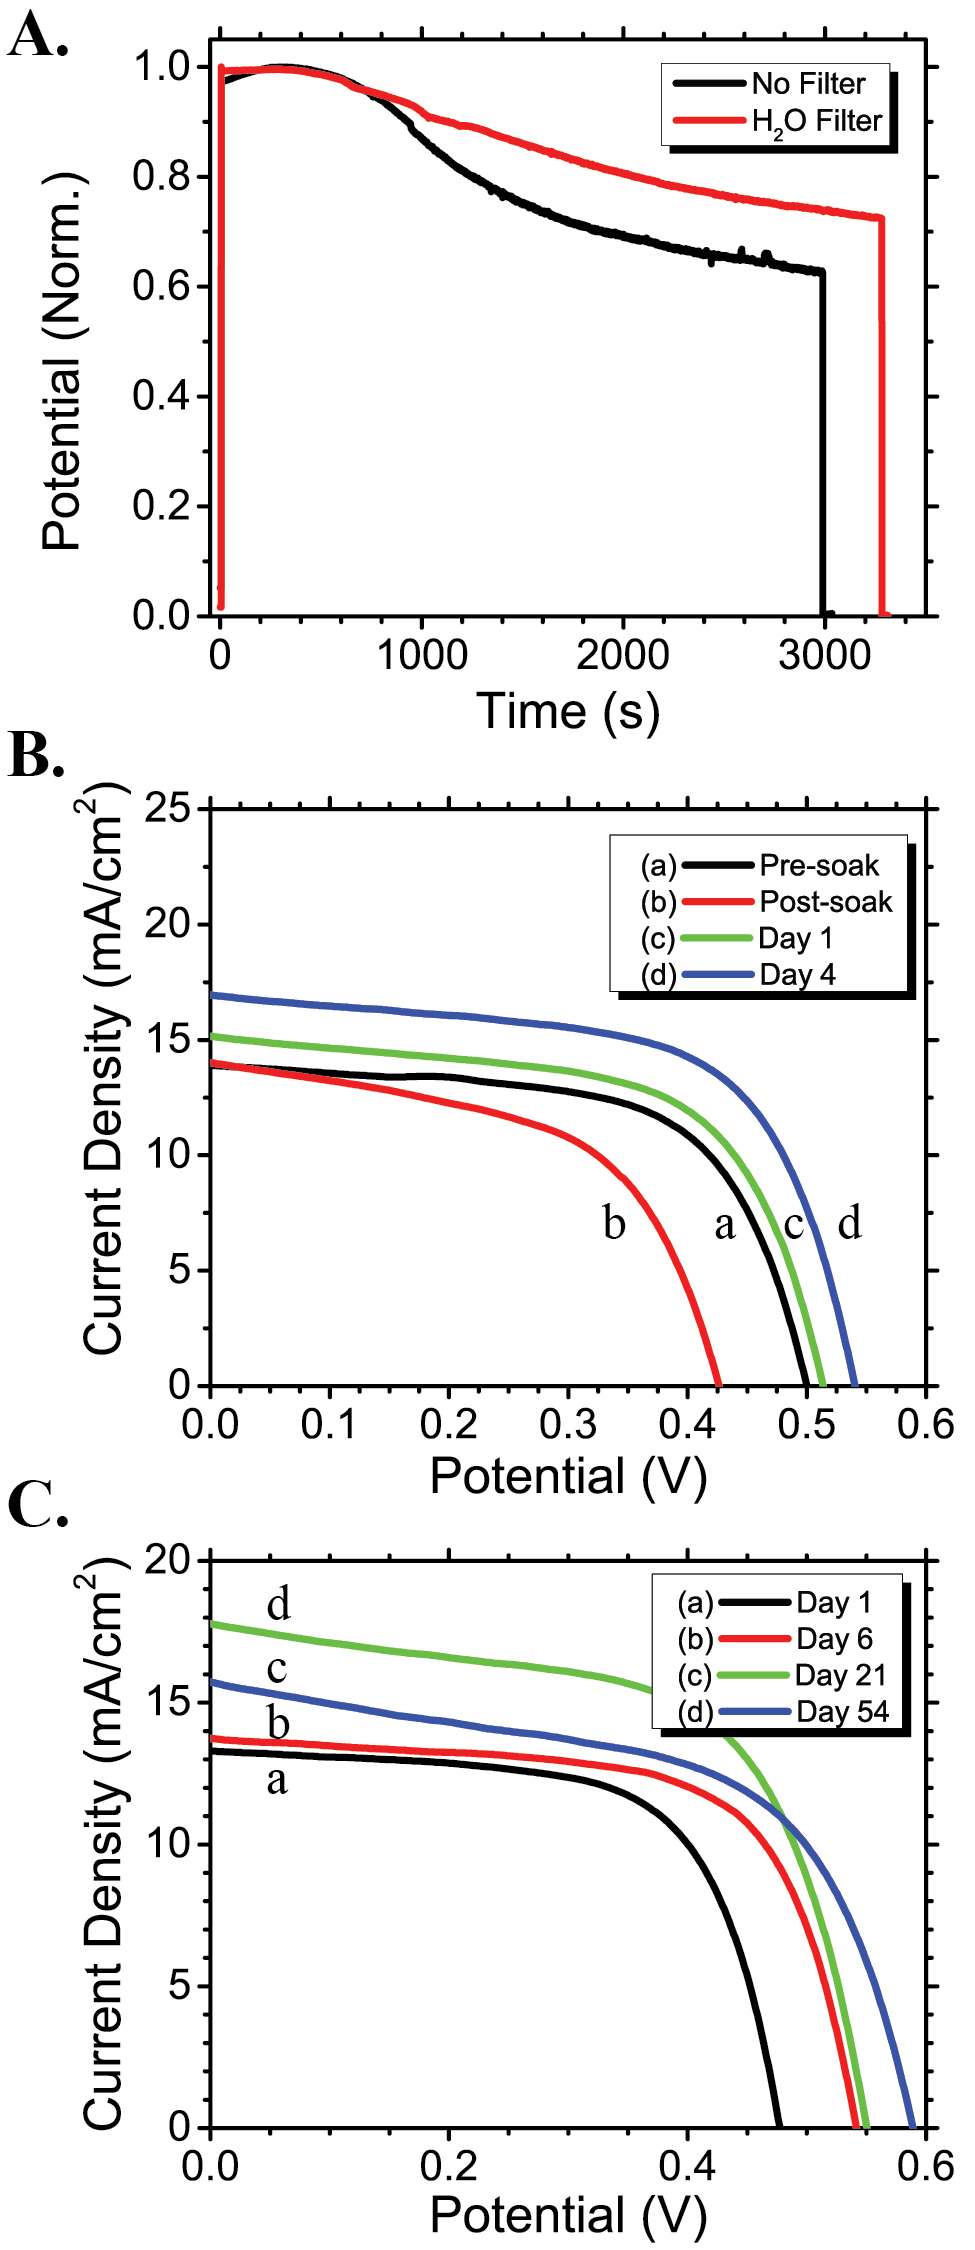 A.
1.0
0.8
0.6
0.4
0.2
0.0
Potential (Norm.)
No Filter
H2O Filter
0 1000 2000 3000
Time (s)
B.
25
20
15
10
5
0
Current Density (mA/cm2)
(a) Pre-soak
(b) Post-soak
(c) Day 1
(d) Day 4
b a c d
0.0 0.1 0.2 0.3 0.4 0.5 0.6
Potential (V)
C.
20
15
10
5
0
Current Density (mA/cm2)
(a) Day 1
(b) Day 6
(c) Day 21
(d) Day 54
d
c
b
a
0.0 0.2 0.4 0.6
Potential (V)